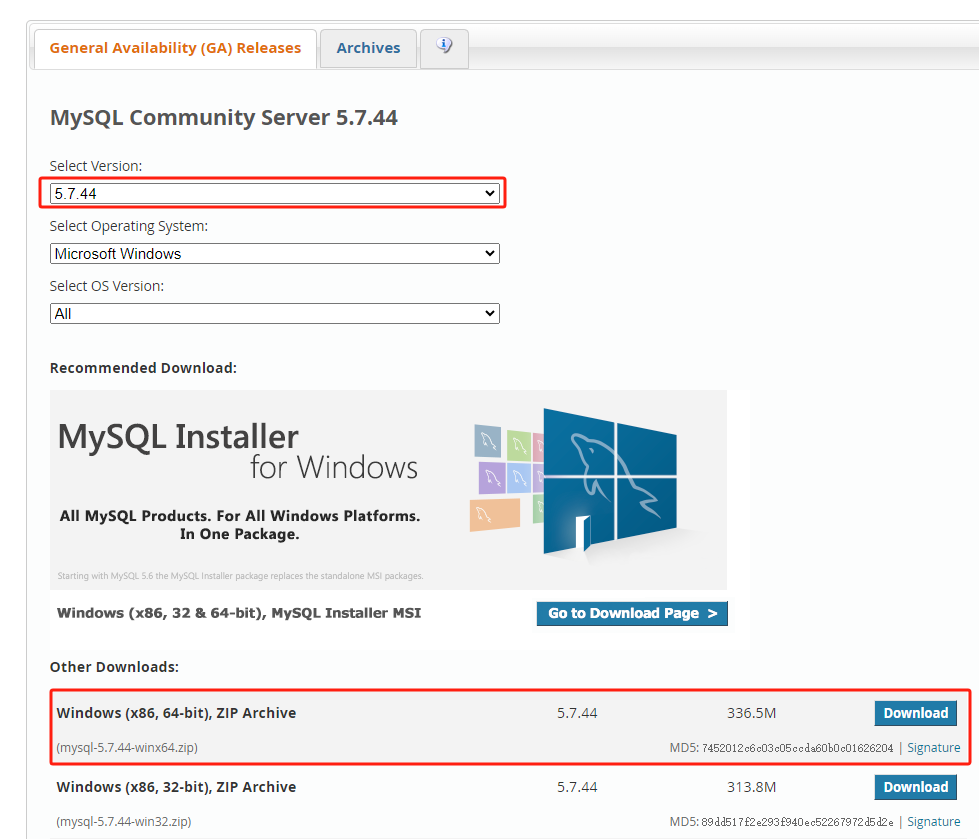 General Availability (GA) Releases
Archives
MySQL Community Server 5.7.44
Select Version:
5.7.44
Select Operating System:
Microsoft Windows
Select OS Version:
All
Recommended Download:
MySQL Installer
for Windows
All MySQL Products. For All Windows Platforms.
In One Package.
Starting with MySQL 5.6 the MySQL Installer package replaces the standalone MSI packages.
Windows (x86, 32 & 64-bit), MySQL Installer MSI
Go to Download Page >
Other Downloads:
Windows (x86, 64-bit), ZIP Archive 5.7.44 336.5M Download
(mysql-5.7.44-winx64.zip) MD5: 7452012c6c03c05ccda60b0c01626204 | Signature
Windows (x86, 32-bit), ZIP Archive 5.7.44 313.8M Download
(mysql-5.7.44-win32.zip) MD5: 89dd517f2e293f940ec52267972d5d2e | Signature